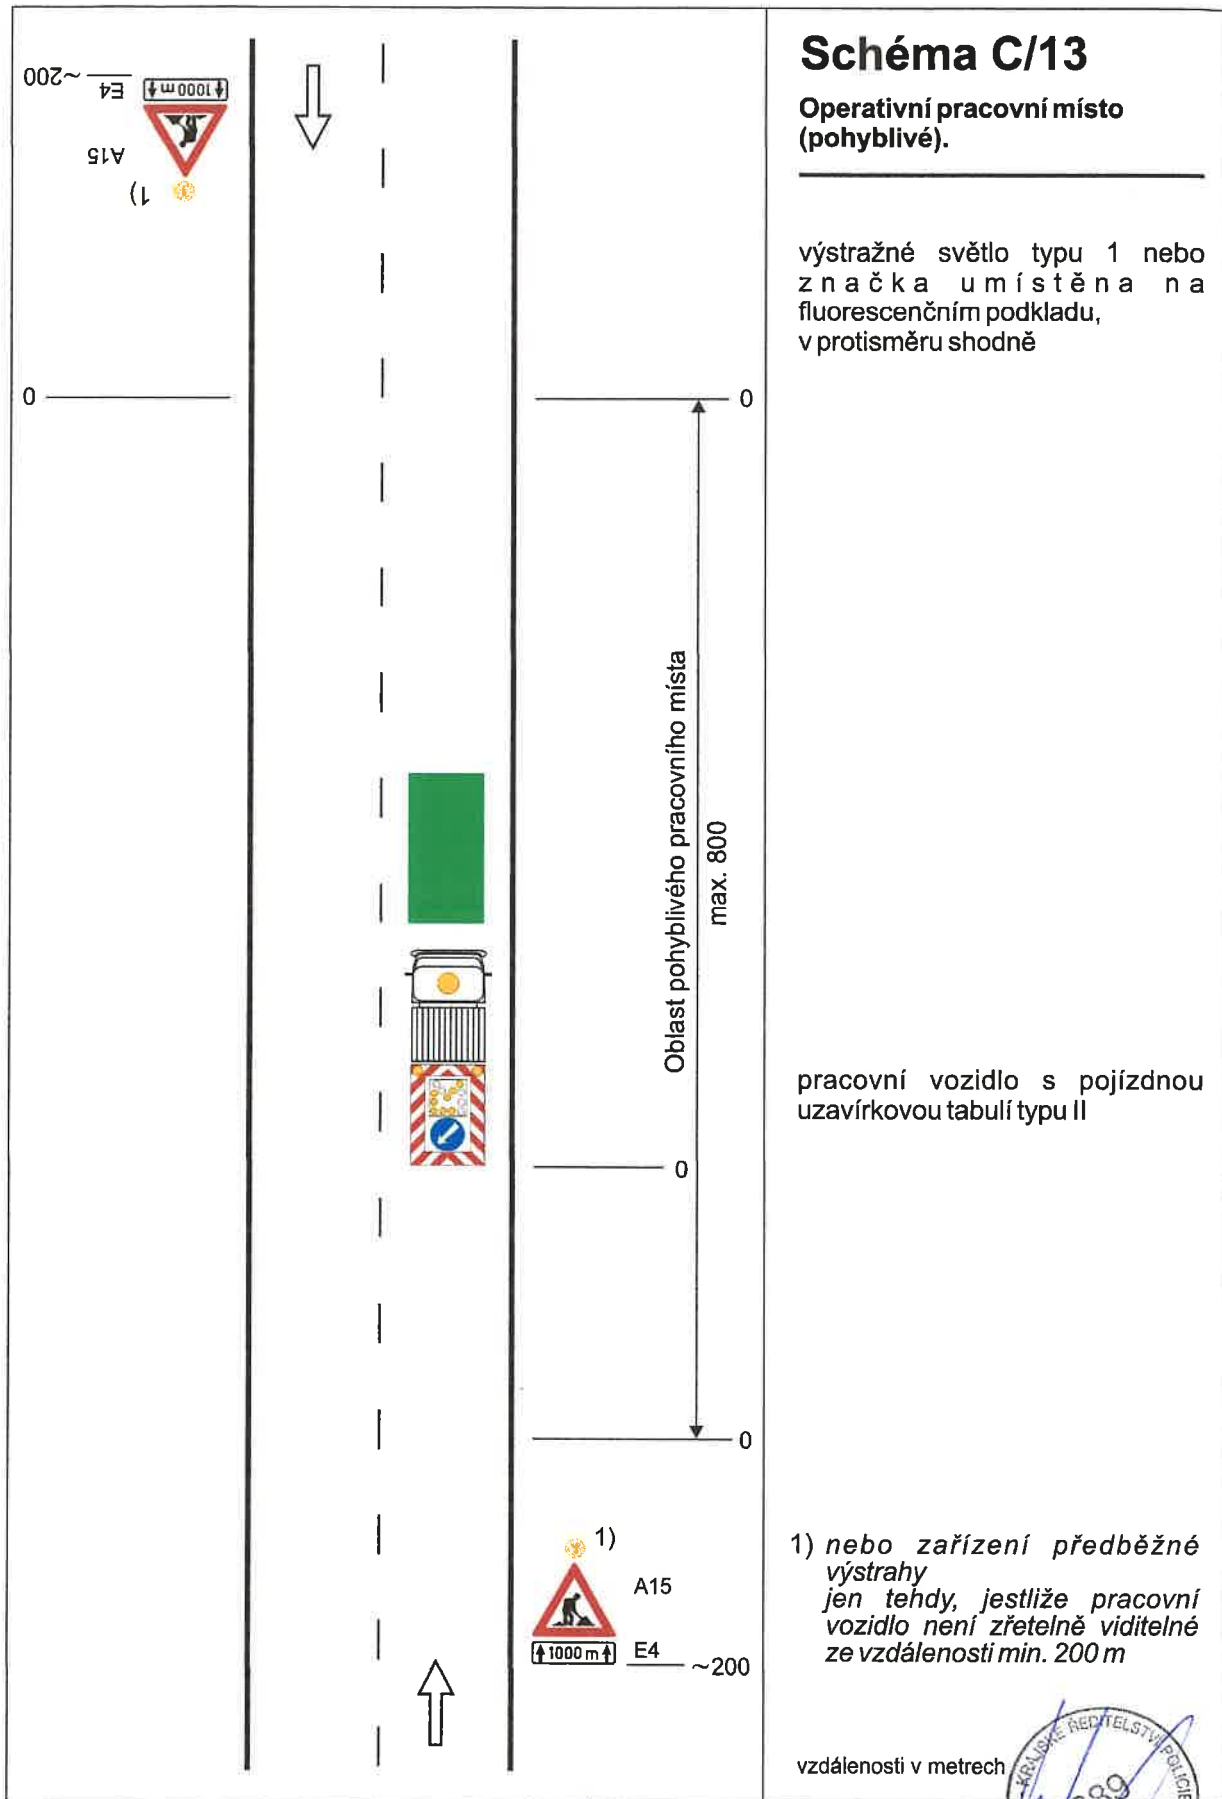 Schéma C/13
Operativní pracovní místo
(pohyblivé).
výstražné světlo typu 1 nebo
značka umístěna na
fluorescenčním podkladu,
v protisměru shodně
~200
E4
1000 m
A15
1)
0
0
Oblast pohyblivého pracovního místa
max. 800
pracovní vozidlo s pojízdnou
uzavírkovou tabulí typu II
0
0
1)
A15
1000 m
E4
~200
1) nebo zařízení předběžné
výstrahy
jen tehdy, jestliže pracovní
vozidlo není zřetelně viditelné
ze vzdálenosti min. 200 m
vzdálenosti v metrech
KRAJSKÉ ŘEDITELSTVÍ POLICIE